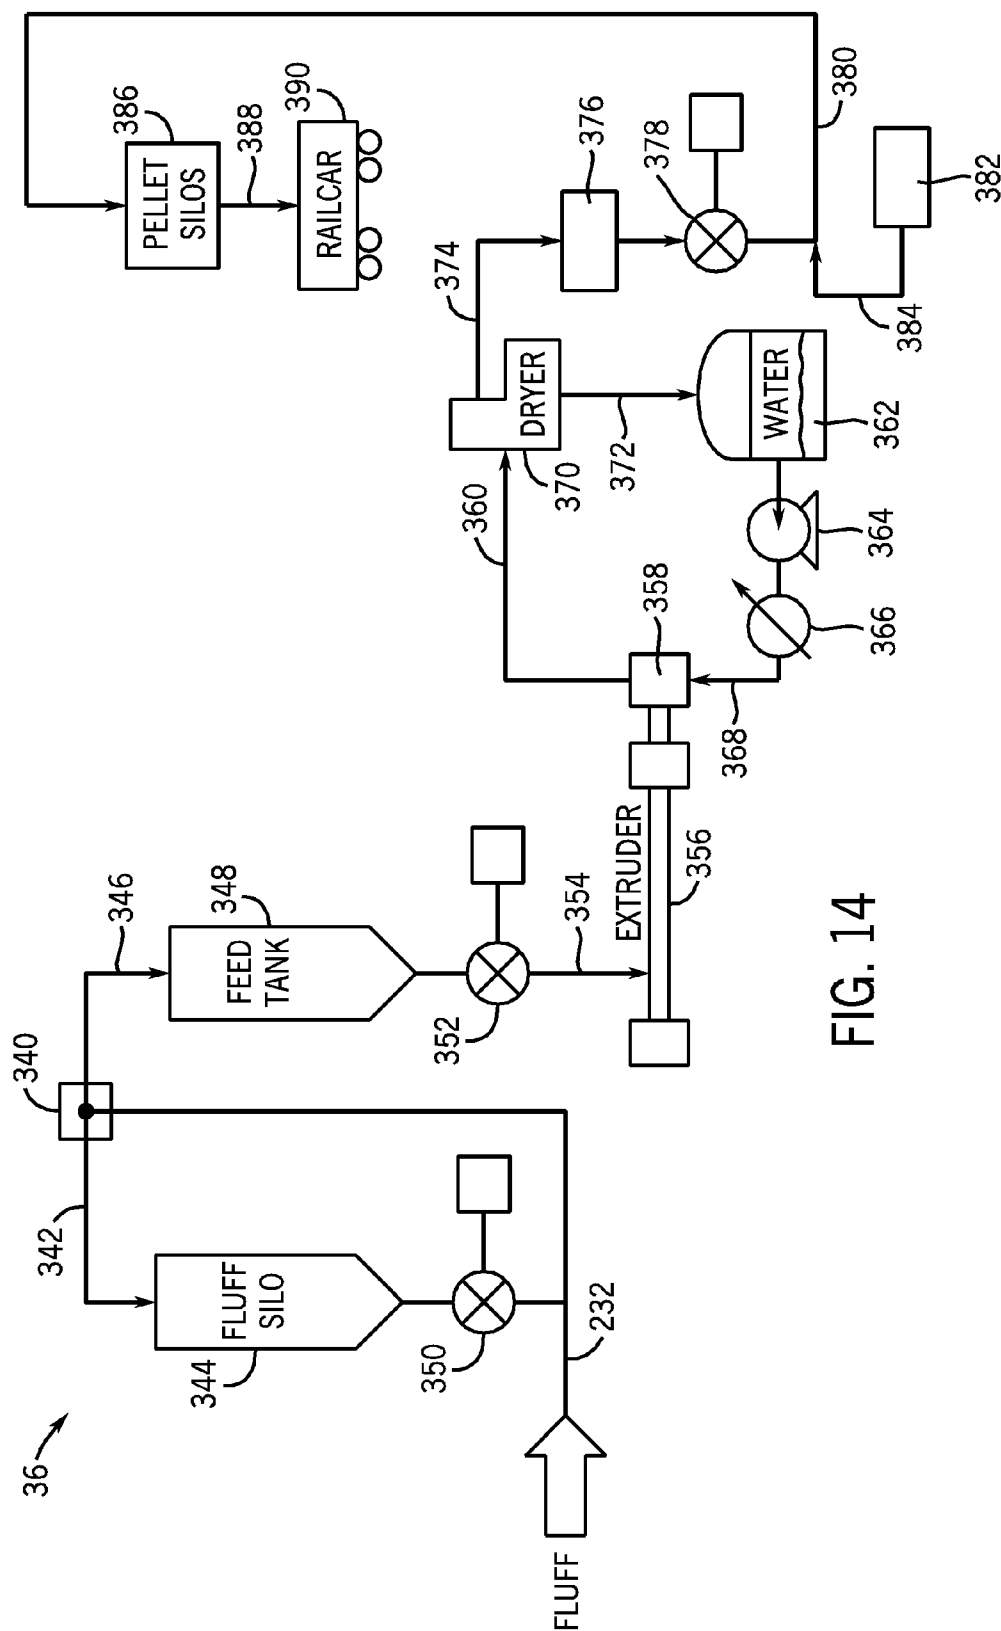 36
FLUFF
232
340
342
344
FLUFF
SILO
350
346
348
FEED
TANK
352
354
EXTRUDER
356
358
360
368
366
364
362
WATER
372
370
DRYER
374
376
378
380
382
384
386
PELLET
SILOS
388
390
RAILCAR
FIG. 14